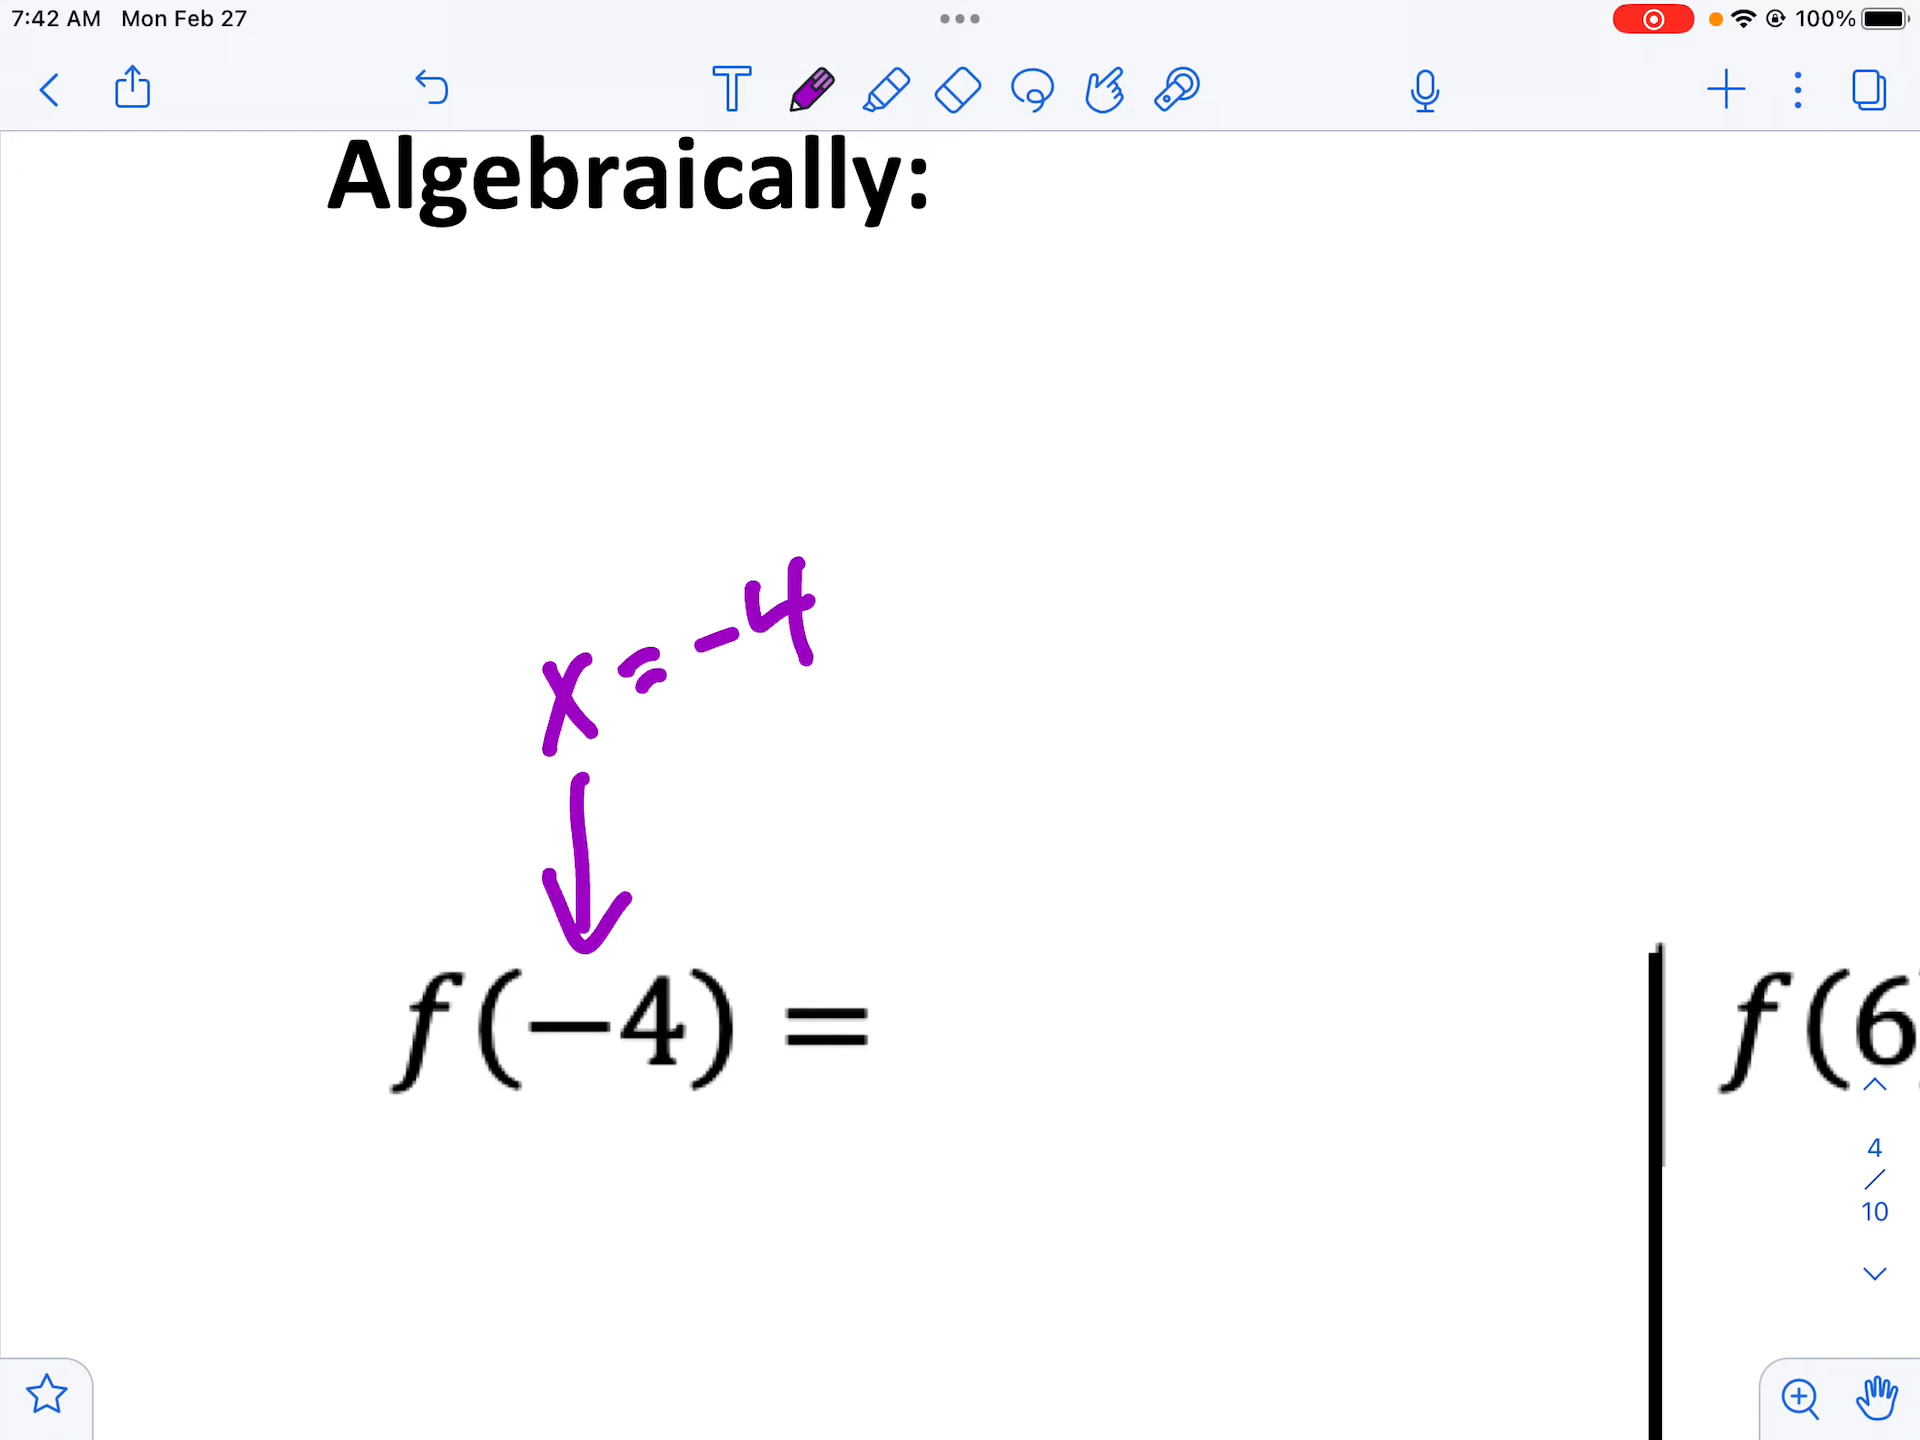 7:42 AM Mon Feb 27
100%
Algebraically:
x = -4
f(−4) =
f(6
4
/
10